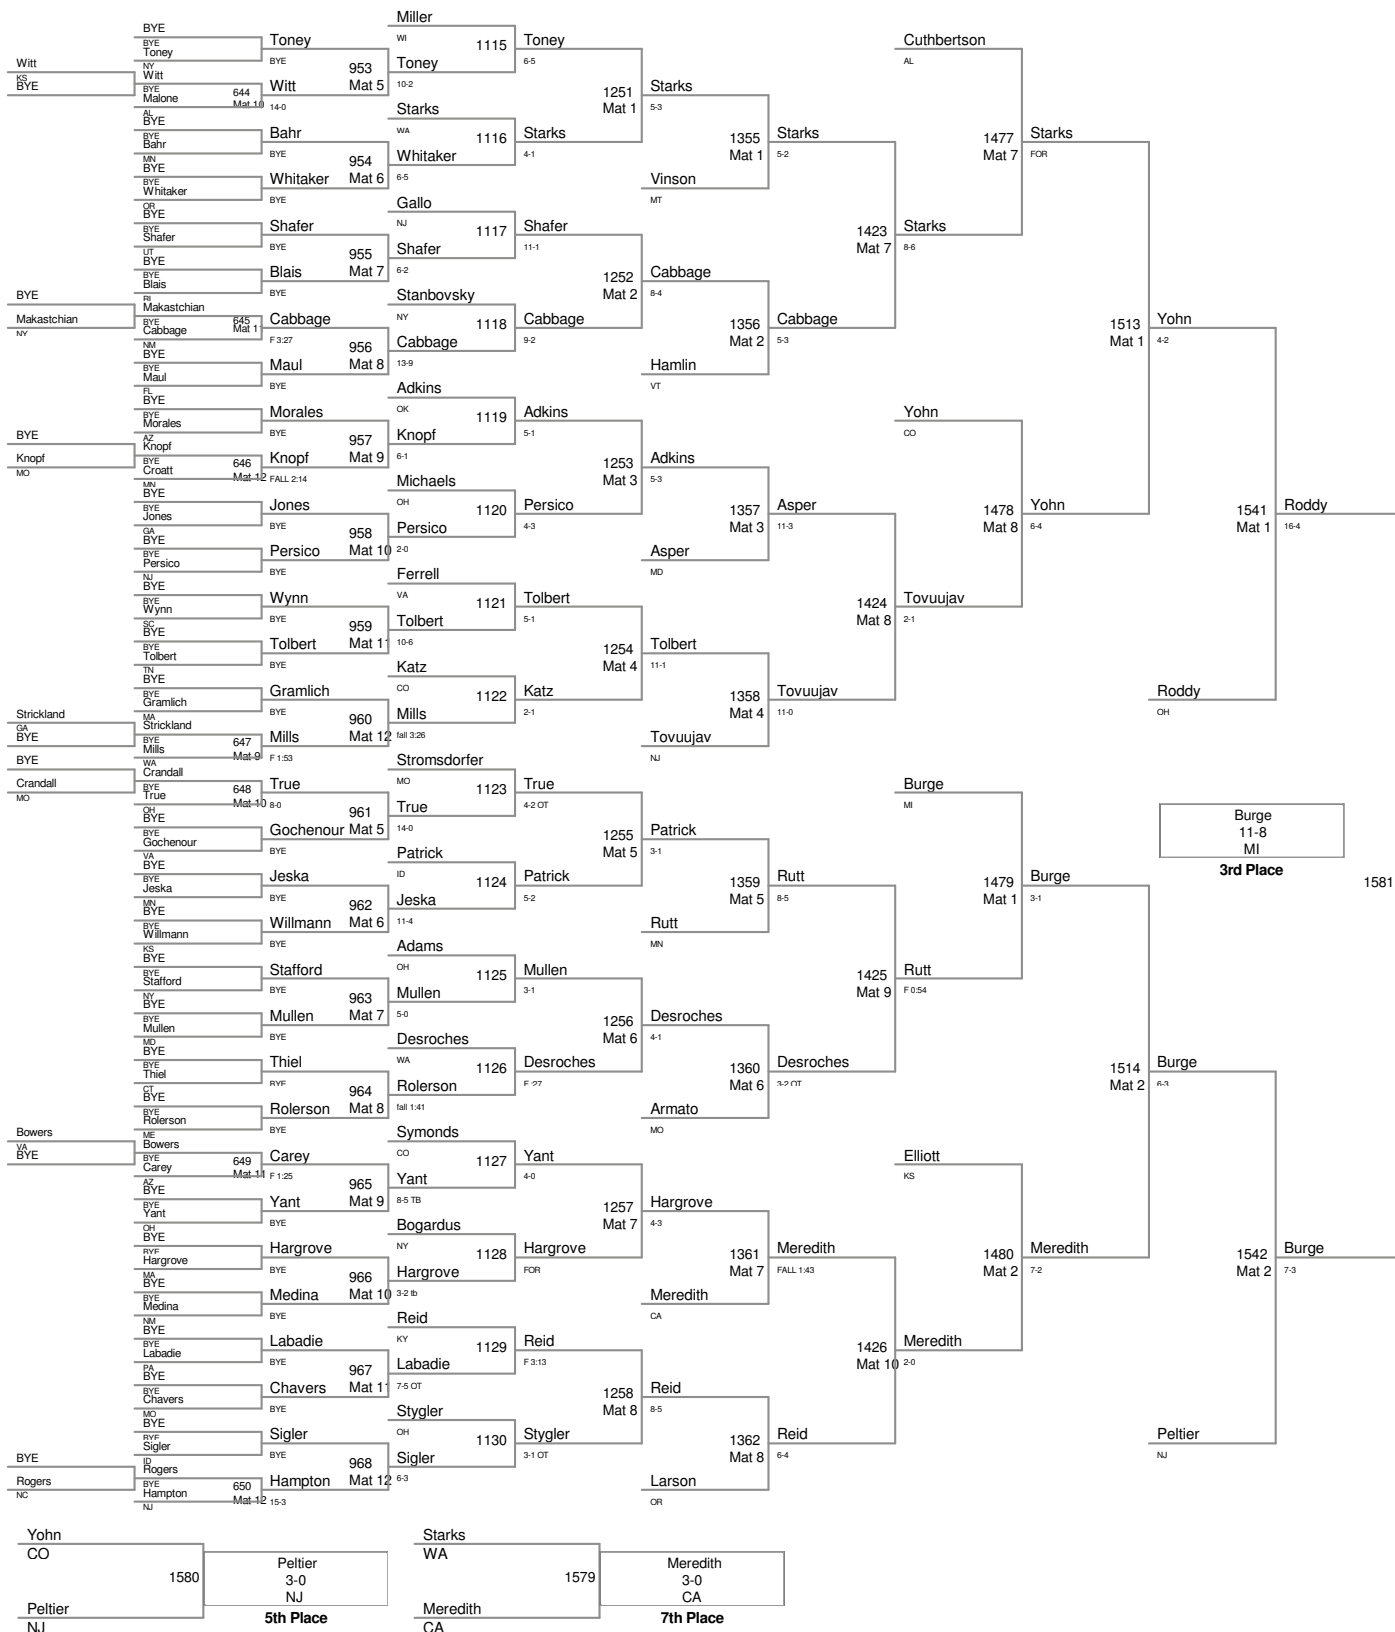 Witt
KS
BYE
BYE
Makastchian
NY
BYE
Knopf
MO
Strickland
GA
BYE
BYE
Crandall
MO
Bowers
VA
BYE
BYE
Rogers
NC
BYE
BYE
Toney
NY
Witt
BYE
Malone
AL
BYE
BYE
Bahr
MN
BYE
BYE
Whitaker
OR
BYE
BYE
Shafer
UT
BYE
BYE
Blais
RI
Makastchian
BYE
Cabbage
NM
BYE
BYE
Maul
FL
BYE
BYE
Morales
AZ
Knopf
BYE
Croatt
MN
BYE
BYE
Jones
GA
BYE
BYE
Persico
NJ
BYE
BYE
Wynn
SC
BYE
BYE
Tolbert
TN
BYE
BYE
Gramlich
MA
Strickland
BYE
Mills
WA
Crandall
BYE
True
OH
BYE
BYE
Gochenour
VA
BYE
BYE
Jeska
MN
BYE
BYE
Willmann
KS
BYE
BYE
Stafford
NY
BYE
BYE
Mullen
MD
BYE
BYE
Thiel
CT
BYE
BYE
Rolerson
ME
Bowers
BYE
Carey
AZ
BYE
BYE
Yant
OH
BYE
BYE
Hargrove
MA
BYE
BYE
Medina
NM
BYE
BYE
Labadie
PA
BYE
BYE
Chavers
MO
BYE
BYE
Sigler
ID
Rogers
BYE
Hampton
NJ
644
Mat 10
645
Mat 11
646
Mat 12
647
Mat 9
648
Mat 10
649
Mat 11
650
Mat 12
Toney
BYE
Witt
14-0
Bahr
BYE
Whitaker
BYE
Shafer
BYE
Blais
BYE
Cabbage
F 3:27
Maul
BYE
Morales
BYE
Knopf
FALL 2:14
Jones
BYE
Persico
BYE
Wynn
BYE
Tolbert
BYE
Gramlich
BYE
Mills
F 1:53
True
8-0
Gochenour
BYE
Jeska
BYE
Willmann
BYE
Stafford
BYE
Mullen
BYE
Thiel
BYE
Rolerson
BYE
Carey
F 1:25
Yant
BYE
Hargrove
BYE
Medina
BYE
Labadie
BYE
Chavers
BYE
Sigler
BYE
Hampton
15-3
953
Mat 5
954
Mat 6
955
Mat 7
956
Mat 8
957
Mat 9
958
Mat 10
959
Mat 11
960
Mat 12
961
Mat 5
962
Mat 6
963
Mat 7
964
Mat 8
965
Mat 9
966
Mat 10
967
Mat 11
968
Mat 12
Miller
WI
Toney
10-2
Starks
WA
Whitaker
6-5
Gallo
NJ
Shafer
6-2
Stanbovsky
NY
Cabbage
13-9
Adkins
OK
Knopf
6-1
Michaels
OH
Persico
2-0
Ferrell
VA
Tolbert
10-6
Katz
CO
Mills
fall 3:26
Stromsdorfer
MO
True
14-0
Patrick
ID
Jeska
11-4
Adams
OH
Mullen
5-0
Desroches
WA
Rolerson
fall 1:41
Symonds
CO
Yant
8-5 TB
Bogardus
NY
Hargrove
3-2 tb
Reid
KY
Labadie
7-5 OT
Stygler
OH
Sigler
6-3
1115
1116
1117
1118
1119
1120
1121
1122
1123
1124
1125
1126
1127
1128
1129
1130
Toney
6-5
Starks
4-1
Shafer
11-1
Cabbage
9-2
Adkins
5-1
Persico
4-3
Tolbert
5-1
Katz
2-1
True
4-2 OT
Patrick
5-2
Mullen
3-1
Desroches
F :27
Yant
4-0
Hargrove
FOR
Reid
F 3:13
Stygler
3-1 OT
1251
Mat 1
1252
Mat 2
1253
Mat 3
1254
Mat 4
1255
Mat 5
1256
Mat 6
1257
Mat 7
1258
Mat 8
Starks
5-3
Vinson
MT
Cabbage
8-4
Hamlin
VT
Adkins
5-3
Asper
MD
Tolbert
11-1
Tovuujav
NJ
Patrick
3-1
Rutt
MN
Desroches
4-1
Armato
MO
Hargrove
4-3
Meredith
CA
Reid
8-5
Larson
OR
1355
Mat 1
1356
Mat 2
1357
Mat 3
1358
Mat 4
1359
Mat 5
1360
Mat 6
1361
Mat 7
1362
Mat 8
Starks
5-2
Cabbage
5-3
Asper
11-3
Tovuujav
11-0
Rutt
8-5
Desroches
3-2 OT
Meredith
FALL 1:43
Reid
6-4
1423
Mat 7
1424
Mat 8
1425
Mat 9
1426
Mat 10
Cuthbertson
AL
Starks
8-6
Yohn
CO
Tovuujav
2-1
Burge
MI
Rutt
F 0:54
Elliott
KS
Meredith
2-0
1477
Mat 7
1478
Mat 8
1479
Mat 1
1480
Mat 2
Starks
FOR
Yohn
6-4
Burge
3-1
Meredith
7-2
1513
Mat 1
1514
Mat 2
Yohn
4-2
Roddy
OH
Burge
6-3
Peltier
NJ
1541
Mat 1
1542
Mat 2
Roddy
16-4
Burge
7-3
Burge
11-8
MI
3rd Place
1581
Yohn
CO
1580
Peltier
NJ
Peltier
3-0
NJ
5th Place
Starks
WA
1579
Meredith
CA
Meredith
3-0
CA
7th Place